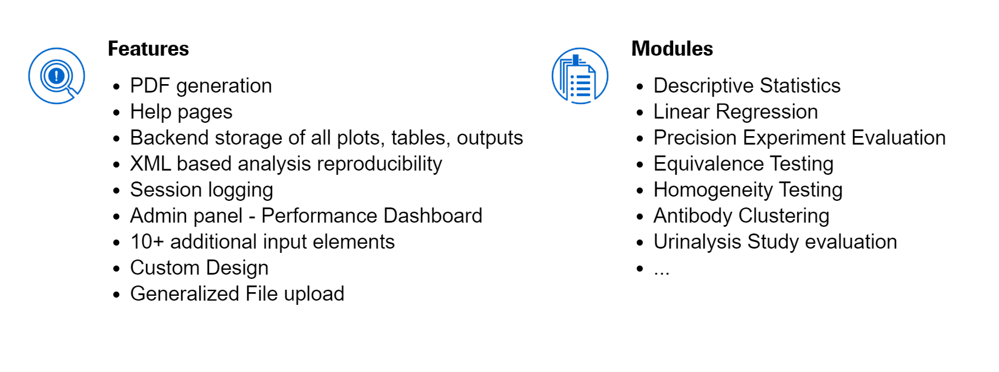 Features
• PDF generation
• Help pages
• Backend storage of all plots, tables, outputs
• XML based analysis reproducibility
• Session logging
• Admin panel - Performance Dashboard
• 10+ additional input elements
• Custom Design
• Generalized File upload
Modules
• Descriptive Statistics
• Linear Regression
• Precision Experiment Evaluation
• Equivalence Testing
• Homogeneity Testing
• Antibody Clustering
• Urinalysis Study evaluation
• ...